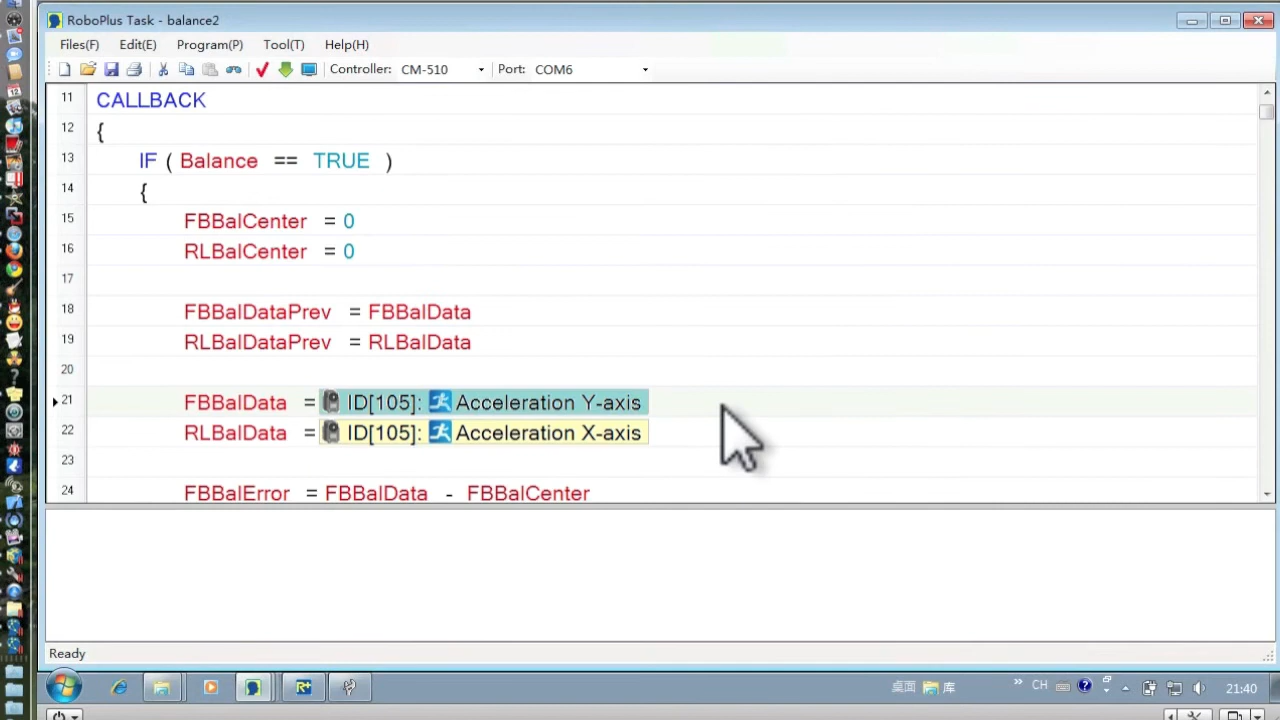 RoboPlus Task - balance2
Files(F) Edit(E) Program(P) Tool(T) Help(H)
Controller: CM-510 Port: COM6
11 CALLBACK
12 {
13 IF ( Balance == TRUE )
14 {
15 FBBalCenter = 0
16 RLBalCenter = 0
17
18 FBBalDataPrev = FBBalData
19 RLBalDataPrev = RLBalData
20
21 FBBalData = ID[105]: Acceleration Y-axis
22 RLBalData = ID[105]: Acceleration X-axis
23
24 FBBalError = FBBalData - FBBalCenter
Ready
桌面 库 » CH 21:40